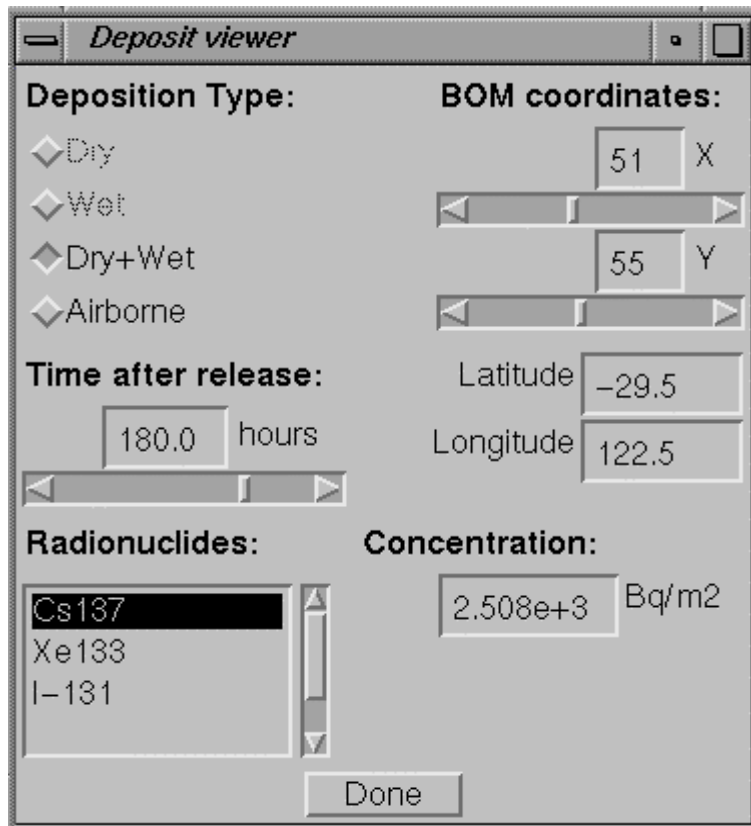 Deposit viewer
Deposition Type:
Dry
Wet
Dry+Wet
Airborne
BOM coordinates:
51 X
55 Y
Latitude -29.5
Longitude 122.5
Time after release:
180.0 hours
Radionuclides:
Cs137
Xe133
I-131
Concentration:
2.508e+3 Bq/m2
Done